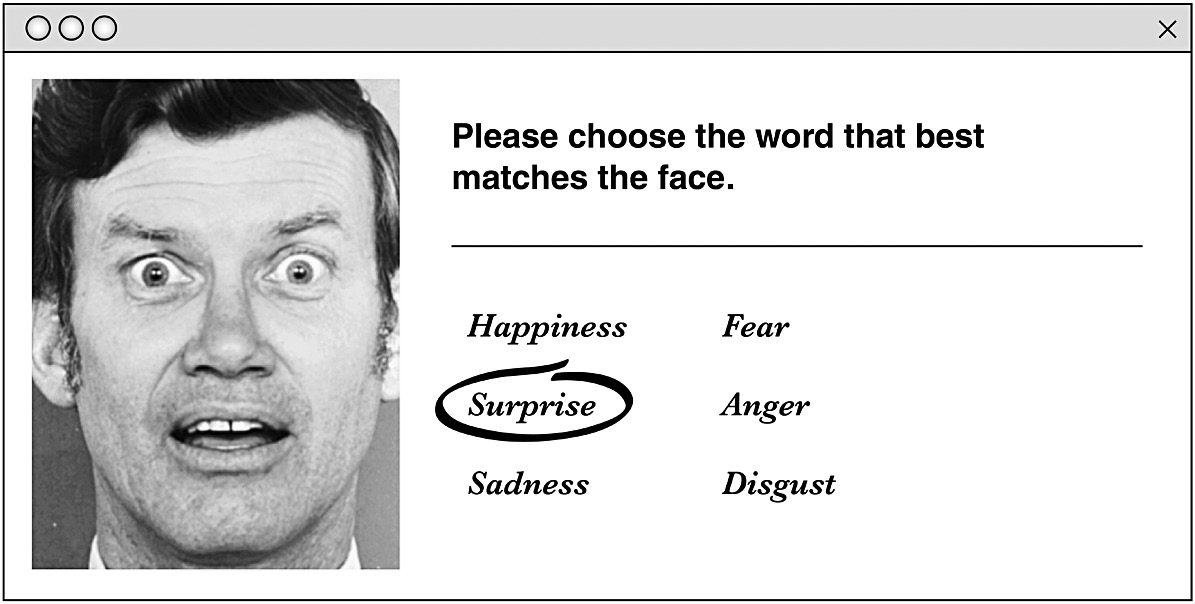 Please choose the word that best
matches the face.
Happiness Fear
Surprise Anger
Sadness Disgust